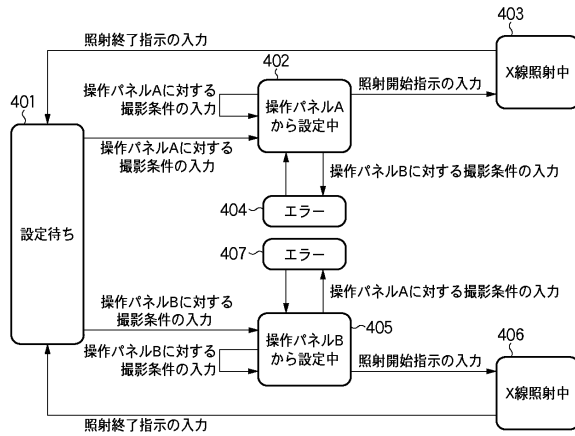 403
照射終了指示の入力
402
X線照射中
401
操作パネルAに対する
撮影条件の入力
操作パネルA
から設定中
照射開始指示の入力
操作パネルAに対する
撮影条件の入力
操作パネルBに対する撮影条件の入力
404
エラー
設定待ち
407
エラー
操作パネルAに対する撮影条件の入力
操作パネルBに対する
撮影条件の入力
405
操作パネルB
から設定中
操作パネルBに対する
撮影条件の入力
照射開始指示の入力
406
X線照射中
照射終了指示の入力